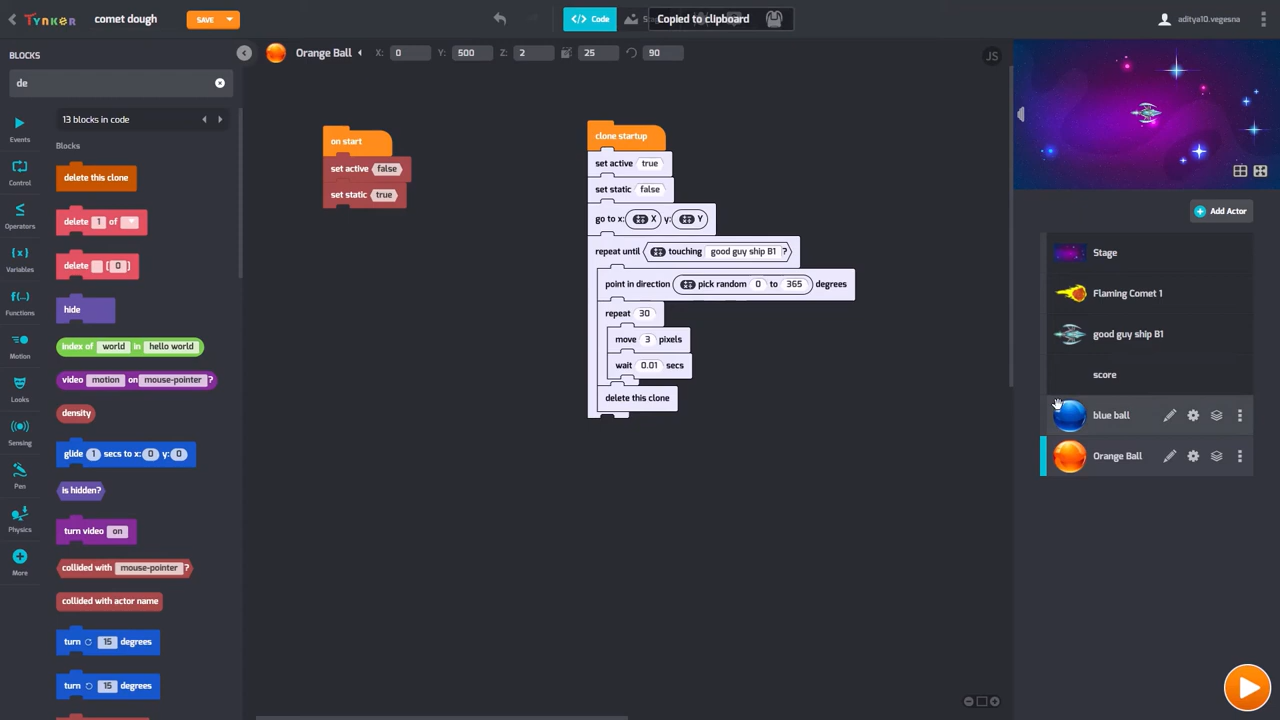 Tynker comet dough SAVE Code Copied to clipboard aditya10.vegesna
BLOCKS Orange Ball X: 0 Y: 500 Z: 2 25 90 JS
de
13 blocks in code
Events
Blocks
Control
delete this clone
Operators
delete 1 of
Variables
delete [ 0 ]
Functions
hide
Motion
index of world in hello world
Looks
video motion on mouse-pointer ?
Sensing
density
Pen
glide 1 secs to x: 0 y: 0
Physics
is hidden?
More
turn video on
collided with mouse-pointer ?
collided with actor name
turn 15 degrees
turn 15 degrees
on start
set active false
set static true
clone startup
set active true
set static false
go to x: X y: Y
repeat until touching good guy ship B1 ?
point in direction pick random 0 to 365 degrees
repeat 30
move 3 pixels
wait 0.01 secs
delete this clone
Add Actor
Stage
Flaming Comet 1
good guy ship B1
score
blue ball
Orange Ball